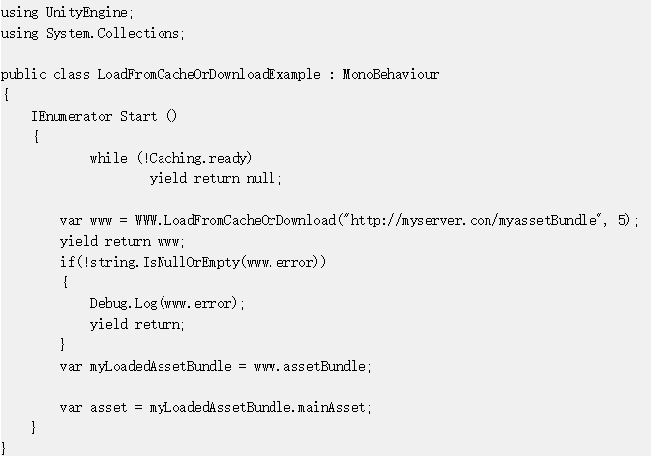 using UnityEngine;
using System.Collections;
public class LoadFromCacheOrDownloadExample : MonoBehaviour
{
IEnumerator Start ()
{
while (!Caching.ready)
yield return null;
var www = WWW.LoadFromCacheOrDownload("http://myserver.con/myassetBundle", 5);
yield return www;
if(!string.IsNullOrEmpty(www.error))
{
Debug.Log(www.error);
yield return;
}
var myLoadedAssetBundle = www.assetBundle;
var asset = myLoadedAssetBundle.mainAsset;
}
}